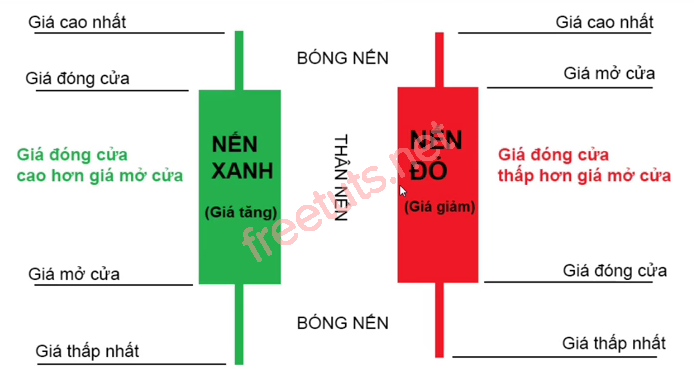 Giá cao nhất
Giá cao nhất
BÓNG NẾN
Giá đóng cửa
Giá mở cửa
NẾN
XANH
(Giá tăng)
THÂN NẾN
NẾN
ĐỎ
(Giá giảm)
Giá đóng cửa
cao hơn giá mở cửa
Giá đóng cửa
thấp hơn giá mở cửa
freetuts.net
Giá mở cửa
Giá đóng cửa
BÓNG NẾN
Giá thấp nhất
Giá thấp nhất